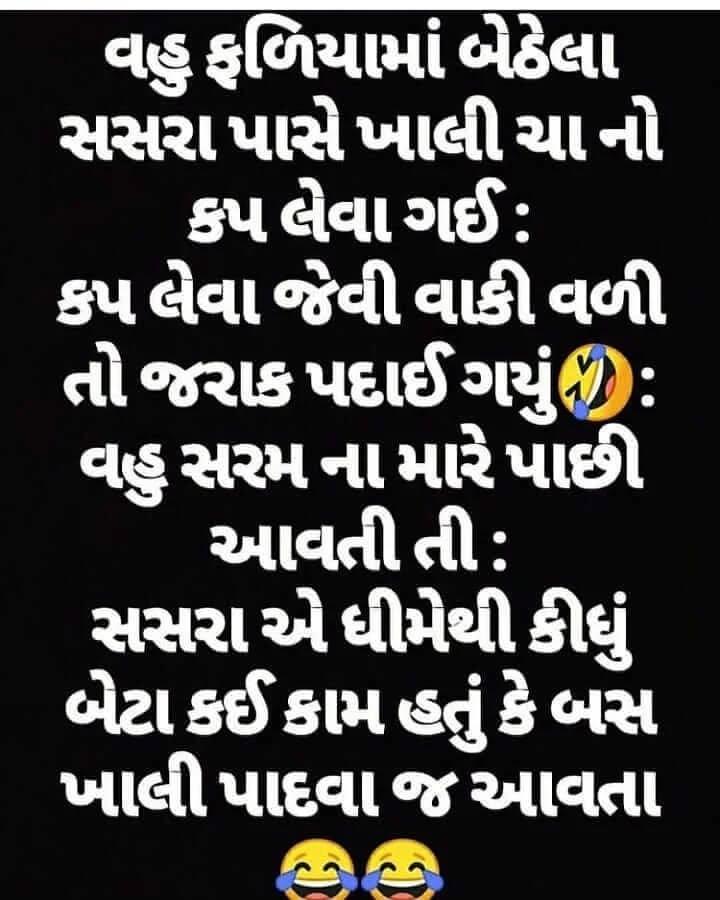 વહુ ફળિયામાં બેઠેલા
સસરા પાસે ખાલી ચા નો
કપ લેવા ગઈ :
કપ લેવા જેવી વાકી વળી
તો જરાક પદાઈ ગયું🤣:
વહુ સરમ ના મારે પાછી
આવતી તી :
સસરા એ ધીમેથી કીધું
બેટા કઈ કામ હતું કે બસ
ખાલી પાદવા જ આવતા
😂😂